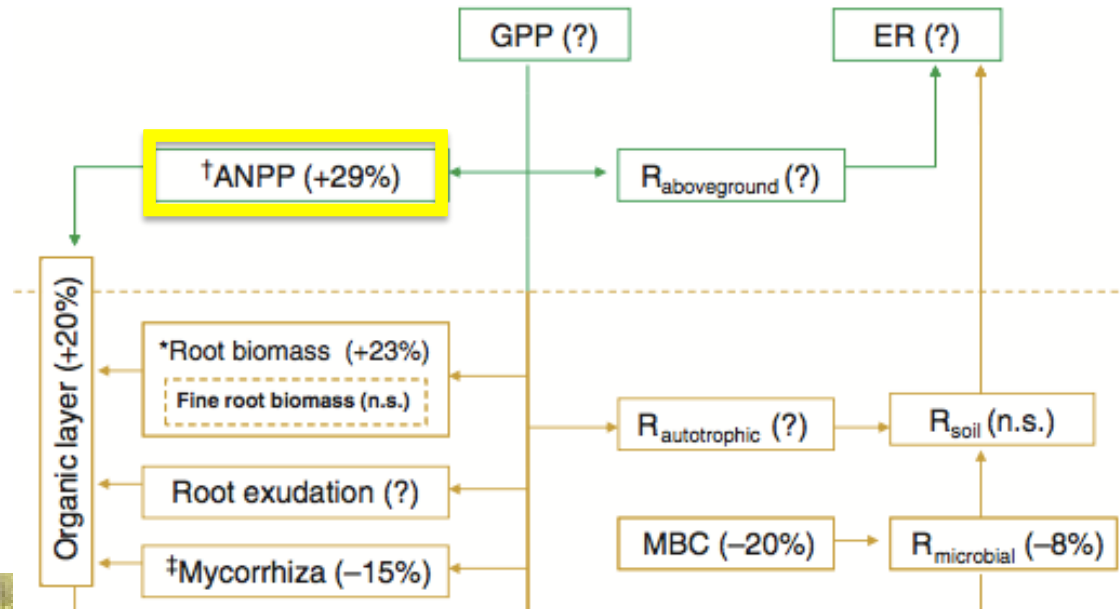 GPP (?)
ER (?)
†ANPP (+29%)
Raboveground (?)
Organic layer (+20%)
*Root biomass (+23%)
Fine root biomass (n.s.)
Rautotrophic (?)
Rsoil (n.s.)
Root exudation (?)
MBC (–20%)
Rmicrobial (–8%)
‡Mycorrhiza (–15%)